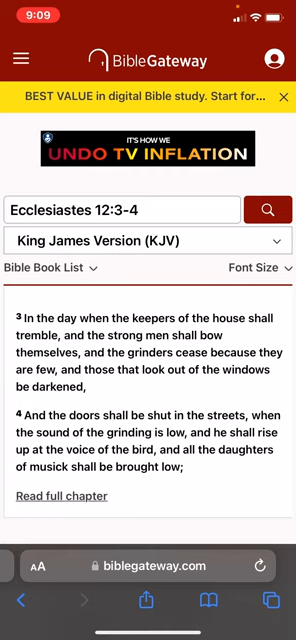 9:09
BibleGateway
BEST VALUE in digital Bible study. Start for... ×
IT'S HOW WE
UNDO TV INFLATION
Ecclesiastes 12:3-4
King James Version (KJV)
Bible Book List
Font Size
3 In the day when the keepers of the house shall
tremble, and the strong men shall bow
themselves, and the grinders cease because they
are few, and those that look out of the windows
be darkened,
4 And the doors shall be shut in the streets, when
the sound of the grinding is low, and he shall rise
up at the voice of the bird, and all the daughters
of musick shall be brought low;
Read full chapter
AA biblegateway.com